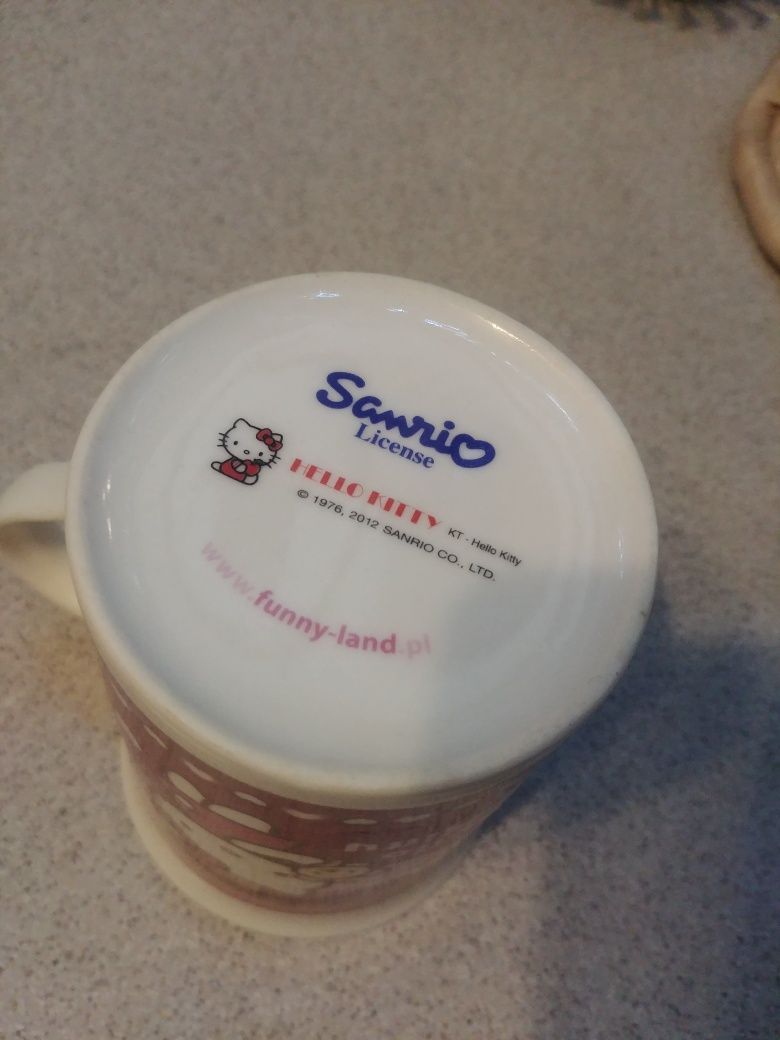 Sanrio
License
HELLO KITTY KT - Hello Kitty
© 1976, 2012 SANRIO CO., LTD.
www.funny-land.pl